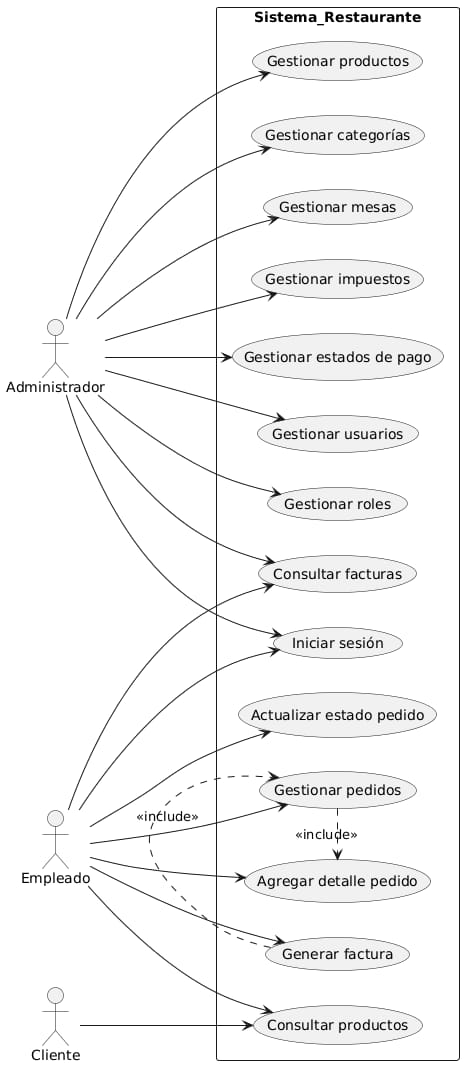 Sistema_Restaurante
Gestionar productos
Gestionar categorías
Gestionar mesas
Gestionar impuestos
Gestionar estados de pago
Administrador
Gestionar usuarios
Gestionar roles
Consultar facturas
Iniciar sesión
Actualizar estado pedido
Gestionar pedidos
«include»
«include»
Empleado
Agregar detalle pedido
Generar factura
Consultar productos
Cliente